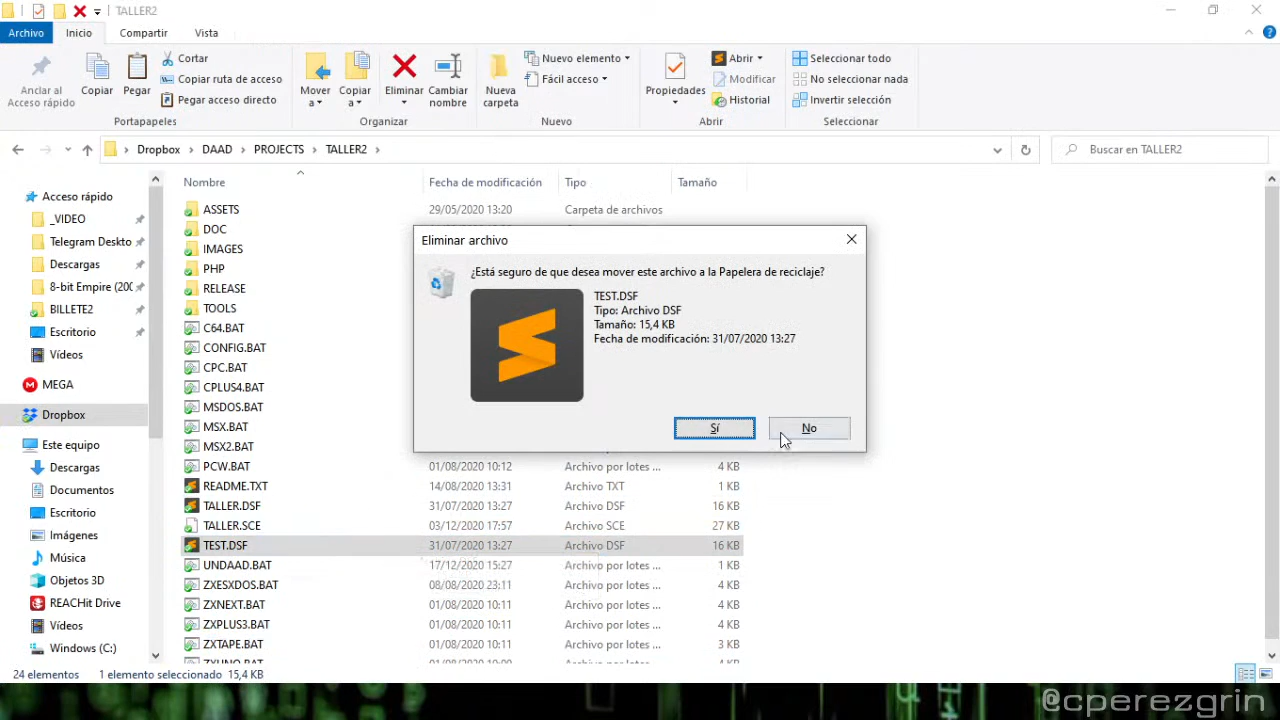 TALLER2
Archivo Inicio Compartir Vista
Anclar al Acceso rápido
Copiar
Pegar
Cortar
Copiar ruta de acceso
Pegar acceso directo
Portapapeles
Mover a
Copiar a
Eliminar
Cambiar nombre
Organizar
Nueva carpeta
Nuevo elemento
Fácil acceso
Nuevo
Propiedades
Abrir
Modificar
Historial
Abrir
Seleccionar todo
No seleccionar nada
Invertir selección
Seleccionar
Dropbox > DAAD > PROJECTS > TALLER2 >
Buscar en TALLER2
Acceso rápido
_VIDEO
Telegram Deskto
Descargas
8-bit Empire (200
BILLETE2
Escritorio
Vídeos
MEGA
Dropbox
Este equipo
Descargas
Documentos
Escritorio
Imágenes
Música
Objetos 3D
REACHit Drive
Vídeos
Windows (C:)
Nombre Fecha de modificación Tipo Tamaño
ASSETS 29/05/2020 13:20 Carpeta de archivos
DOC
IMAGES
PHP
RELEASE
TOOLS
C64.BAT
CONFIG.BAT
CPC.BAT
CPLUS4.BAT
MSDOS.BAT
MSX.BAT
MSX2.BAT
PCW.BAT 01/08/2020 10:12 Archivo por lotes ... 4 KB
README.TXT 14/08/2020 13:31 Archivo TXT 1 KB
TALLER.DSF 31/07/2020 13:27 Archivo DSF 16 KB
TALLER.SCE 03/12/2020 17:57 Archivo SCE 27 KB
TEST.DSF 31/07/2020 13:27 Archivo DSF 16 KB
UNDAAD.BAT 17/12/2020 15:27 Archivo por lotes ... 1 KB
ZXESXDOS.BAT 08/08/2020 23:11 Archivo por lotes ... 4 KB
ZXNEXT.BAT 01/08/2020 10:11 Archivo por lotes ... 4 KB
ZXPLUS3.BAT 01/08/2020 10:11 Archivo por lotes ... 4 KB
ZXTAPE.BAT 01/08/2020 10:11 Archivo por lotes ... 3 KB
Eliminar archivo
¿Está seguro de que desea mover este archivo a la Papelera de reciclaje?
TEST.DSF
Tipo: Archivo DSF
Tamaño: 15,4 KB
Fecha de modificación: 31/07/2020 13:27
Sí No
24 elementos 1 elemento seleccionado 15,4 KB
@cperezgrin